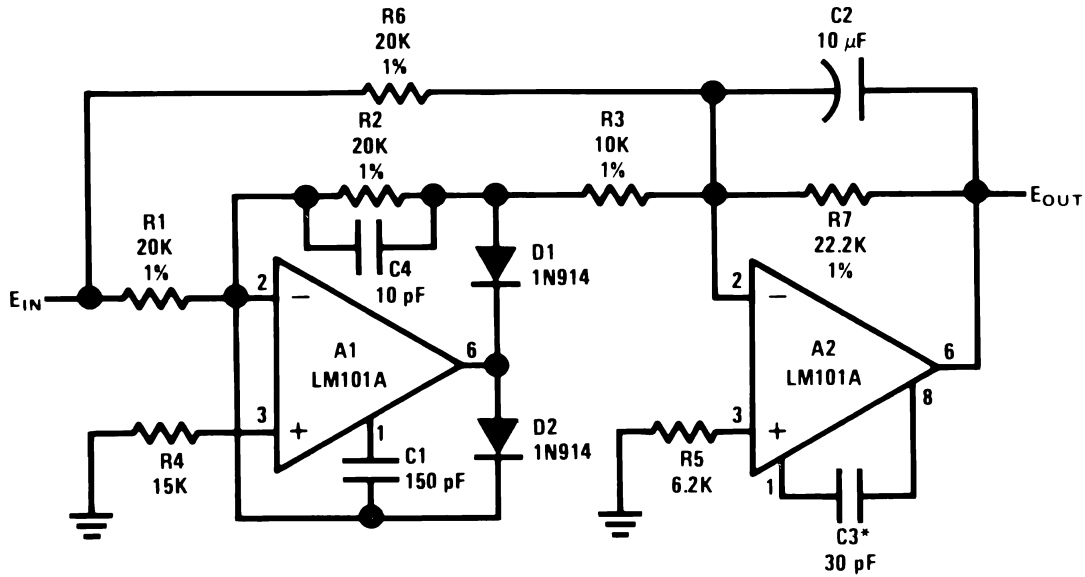 R6
20K
1%
C2
10 μF
R2
20K
1%
R3
10K
1%
R1
20K
1%
C4
10 pF
D1
1N914
R7
22.2K
1%
EOUT
EIN
2
−
A1
LM101A
6
3
+
1
R4
15K
C1
150 pF
D2
1N914
2
−
A2
LM101A
6
8
3
+
1
R5
6.2K
C3*
30 pF